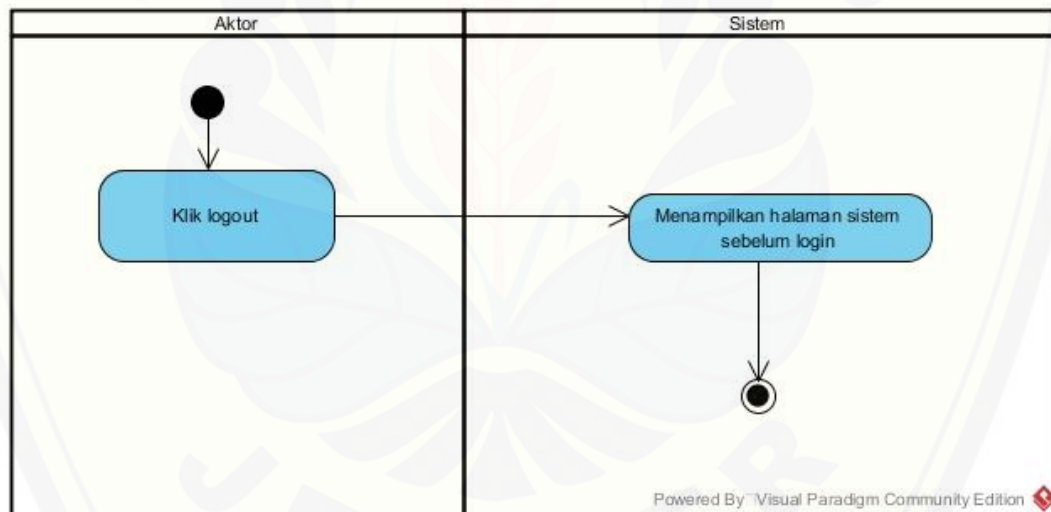 Aktor
Sistem
Klik logout
Menampilkan halaman sistem
sebelum login
Powered By Visual Paradigm Community Edition